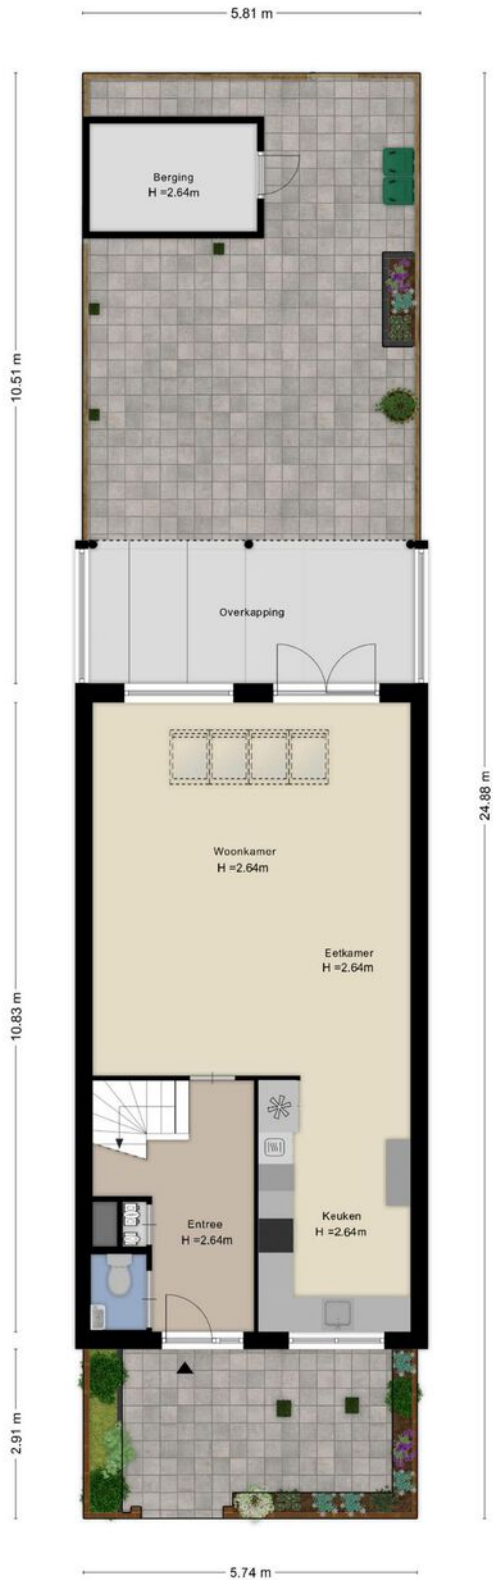 5.81 m
Berging
H =2.64m
10.51 m
Overkapping
24.88 m
Woonkamer
H =2.64m
Eetkamer
H =2.64m
10.83 m
Keuken
H =2.64m
Entree
H =2.64m
2.91 m
5.74 m